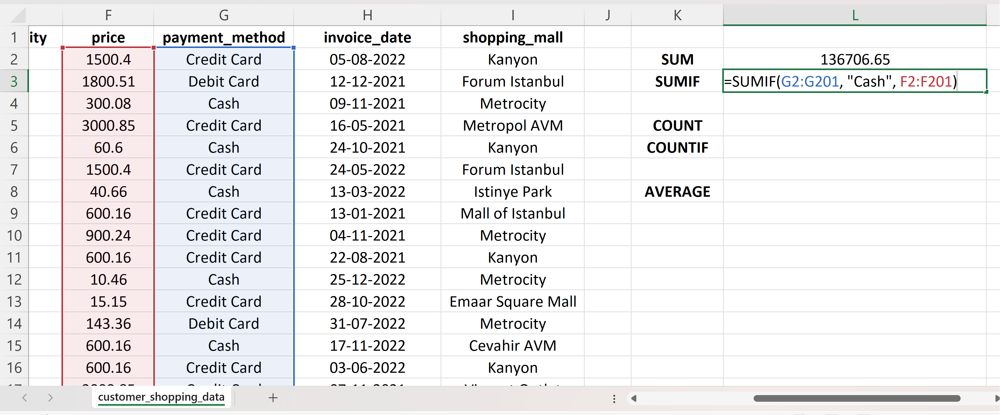 F G H I J K L
1 ity price payment_method invoice_date shopping_mall
2 1500.4 Credit Card 05-08-2022 Kanyon SUM 136706.65
3 1800.51 Debit Card 12-12-2021 Forum Istanbul SUMIF =SUMIF(G2:G201, "Cash", F2:F201)
4 300.08 Cash 09-11-2021 Metrocity
5 3000.85 Credit Card 16-05-2021 Metropol AVM COUNT
6 60.6 Cash 24-10-2021 Kanyon COUNTIF
7 1500.4 Credit Card 24-05-2022 Forum Istanbul
8 40.66 Cash 13-03-2022 Istinye Park AVERAGE
9 600.16 Credit Card 13-01-2021 Mall of Istanbul
10 900.24 Credit Card 04-11-2021 Metrocity
11 600.16 Credit Card 22-08-2021 Kanyon
12 10.46 Cash 25-12-2022 Metrocity
13 15.15 Credit Card 28-10-2022 Emaar Square Mall
14 143.36 Debit Card 31-07-2022 Metrocity
15 600.16 Cash 17-11-2022 Cevahir AVM
16 600.16 Credit Card 03-06-2022 Kanyon
customer_shopping_data